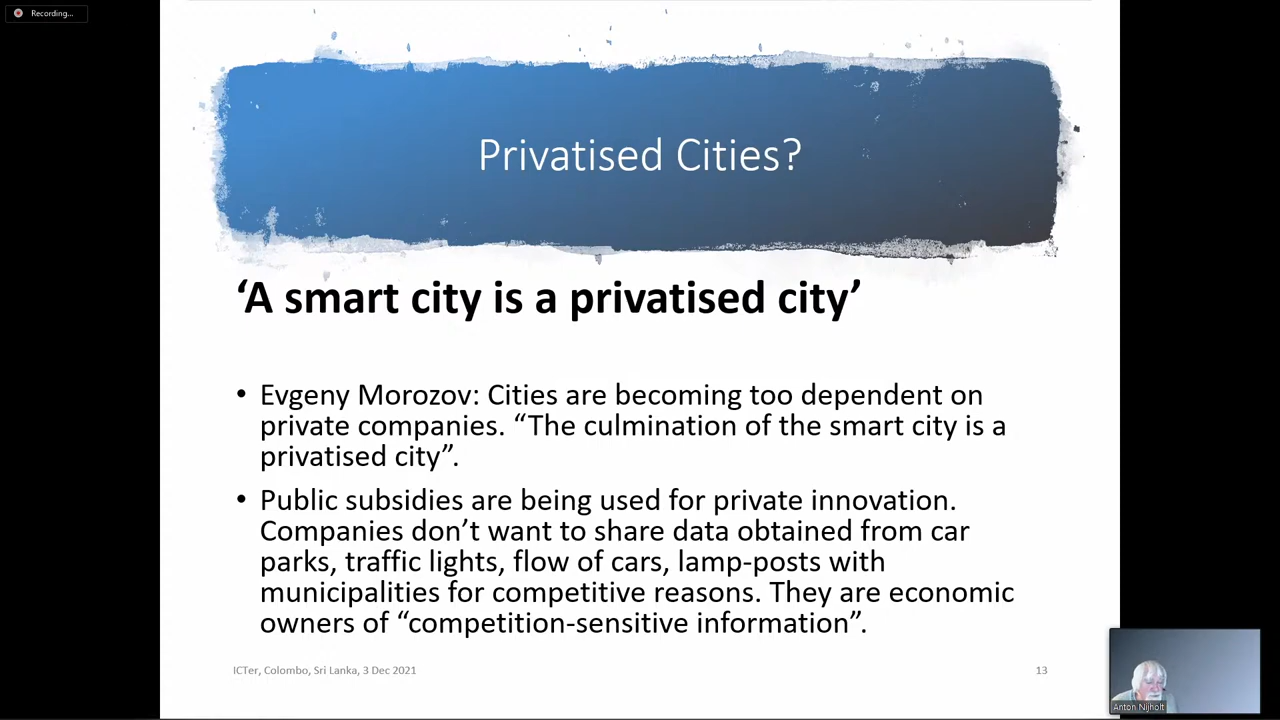 Recording...
Privatised Cities?
‘A smart city is a privatised city’
• Evgeny Morozov: Cities are becoming too dependent on
private companies. “The culmination of the smart city is a
privatised city”.
• Public subsidies are being used for private innovation.
Companies don’t want to share data obtained from car
parks, traffic lights, flow of cars, lamp-posts with
municipalities for competitive reasons. They are economic
owners of “competition-sensitive information”.
ICTer, Colombo, Sri Lanka, 3 Dec 2021
13
Anton Nijholt